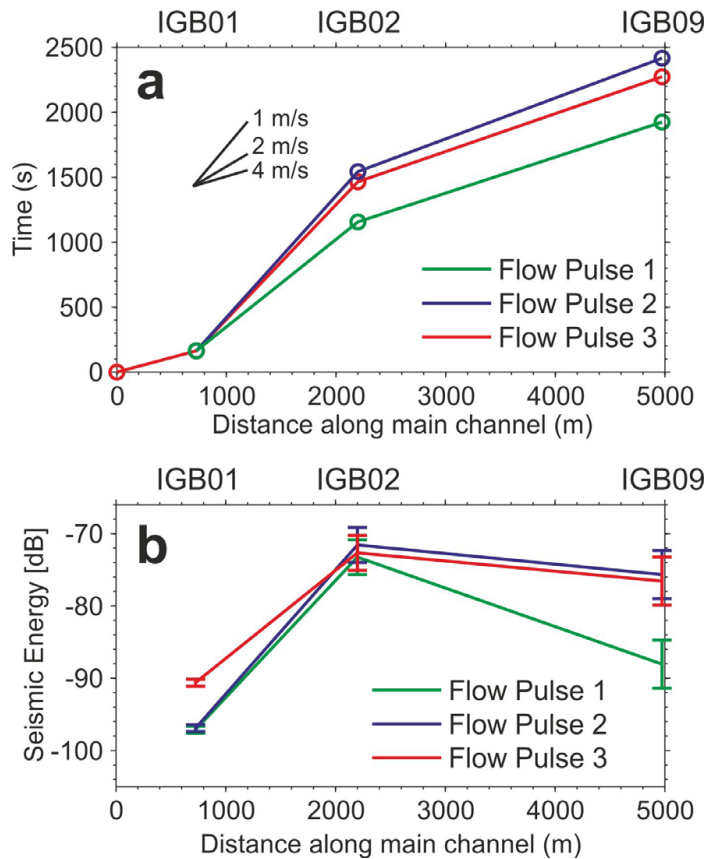 IGB01 IGB02 IGB09
2500
2000
1500
1000
500
0
Time (s)
a
1 m/s
2 m/s
4 m/s
Flow Pulse 1
Flow Pulse 2
Flow Pulse 3
0 1000 2000 3000 4000 5000
Distance along main channel (m)
IGB01 IGB02 IGB09
-70
-80
-90
-100
Seismic Energy [dB]
b
Flow Pulse 1
Flow Pulse 2
Flow Pulse 3
0 1000 2000 3000 4000 5000
Distance along main channel (m)